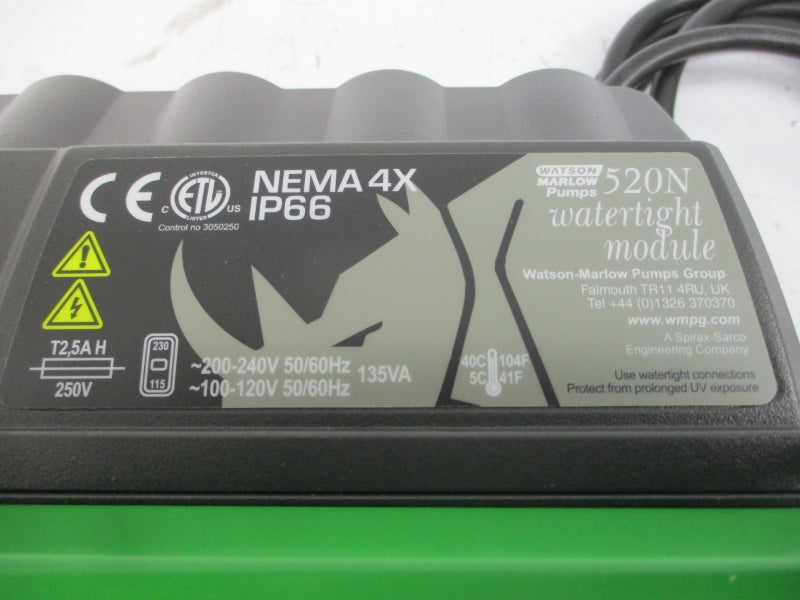 CE
INTERTEK
C ETL US
LISTED
Control no 3050250
NEMA 4X
IP66
T2,5A H
250V
230
115
~200-240V 50/60Hz
~100-120V 50/60Hz
135VA
40C 104F
5C 41F
WATSON
MARLOW
Pumps
520N
watertight
module
Watson-Marlow Pumps Group
Falmouth TR11 4RU, UK
Tel +44 (0)1326 370370
www.wmpg.com
A Spirax-Sarco
Engineering Company
Use watertight connections
Protect from prolonged UV exposure